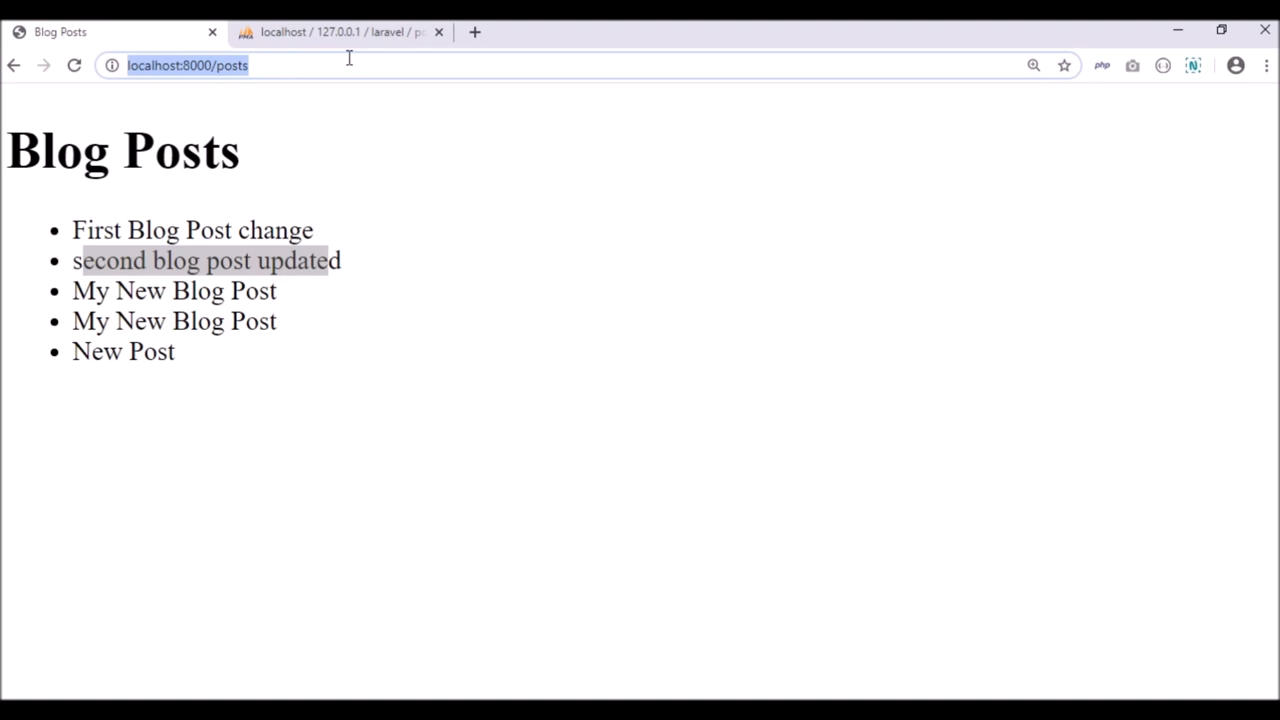 Blog Posts
localhost / 127.0.0.1 / laravel /
localhost:8000/posts
php
N
Blog Posts
First Blog Post change
second blog post updated
My New Blog Post
My New Blog Post
New Post